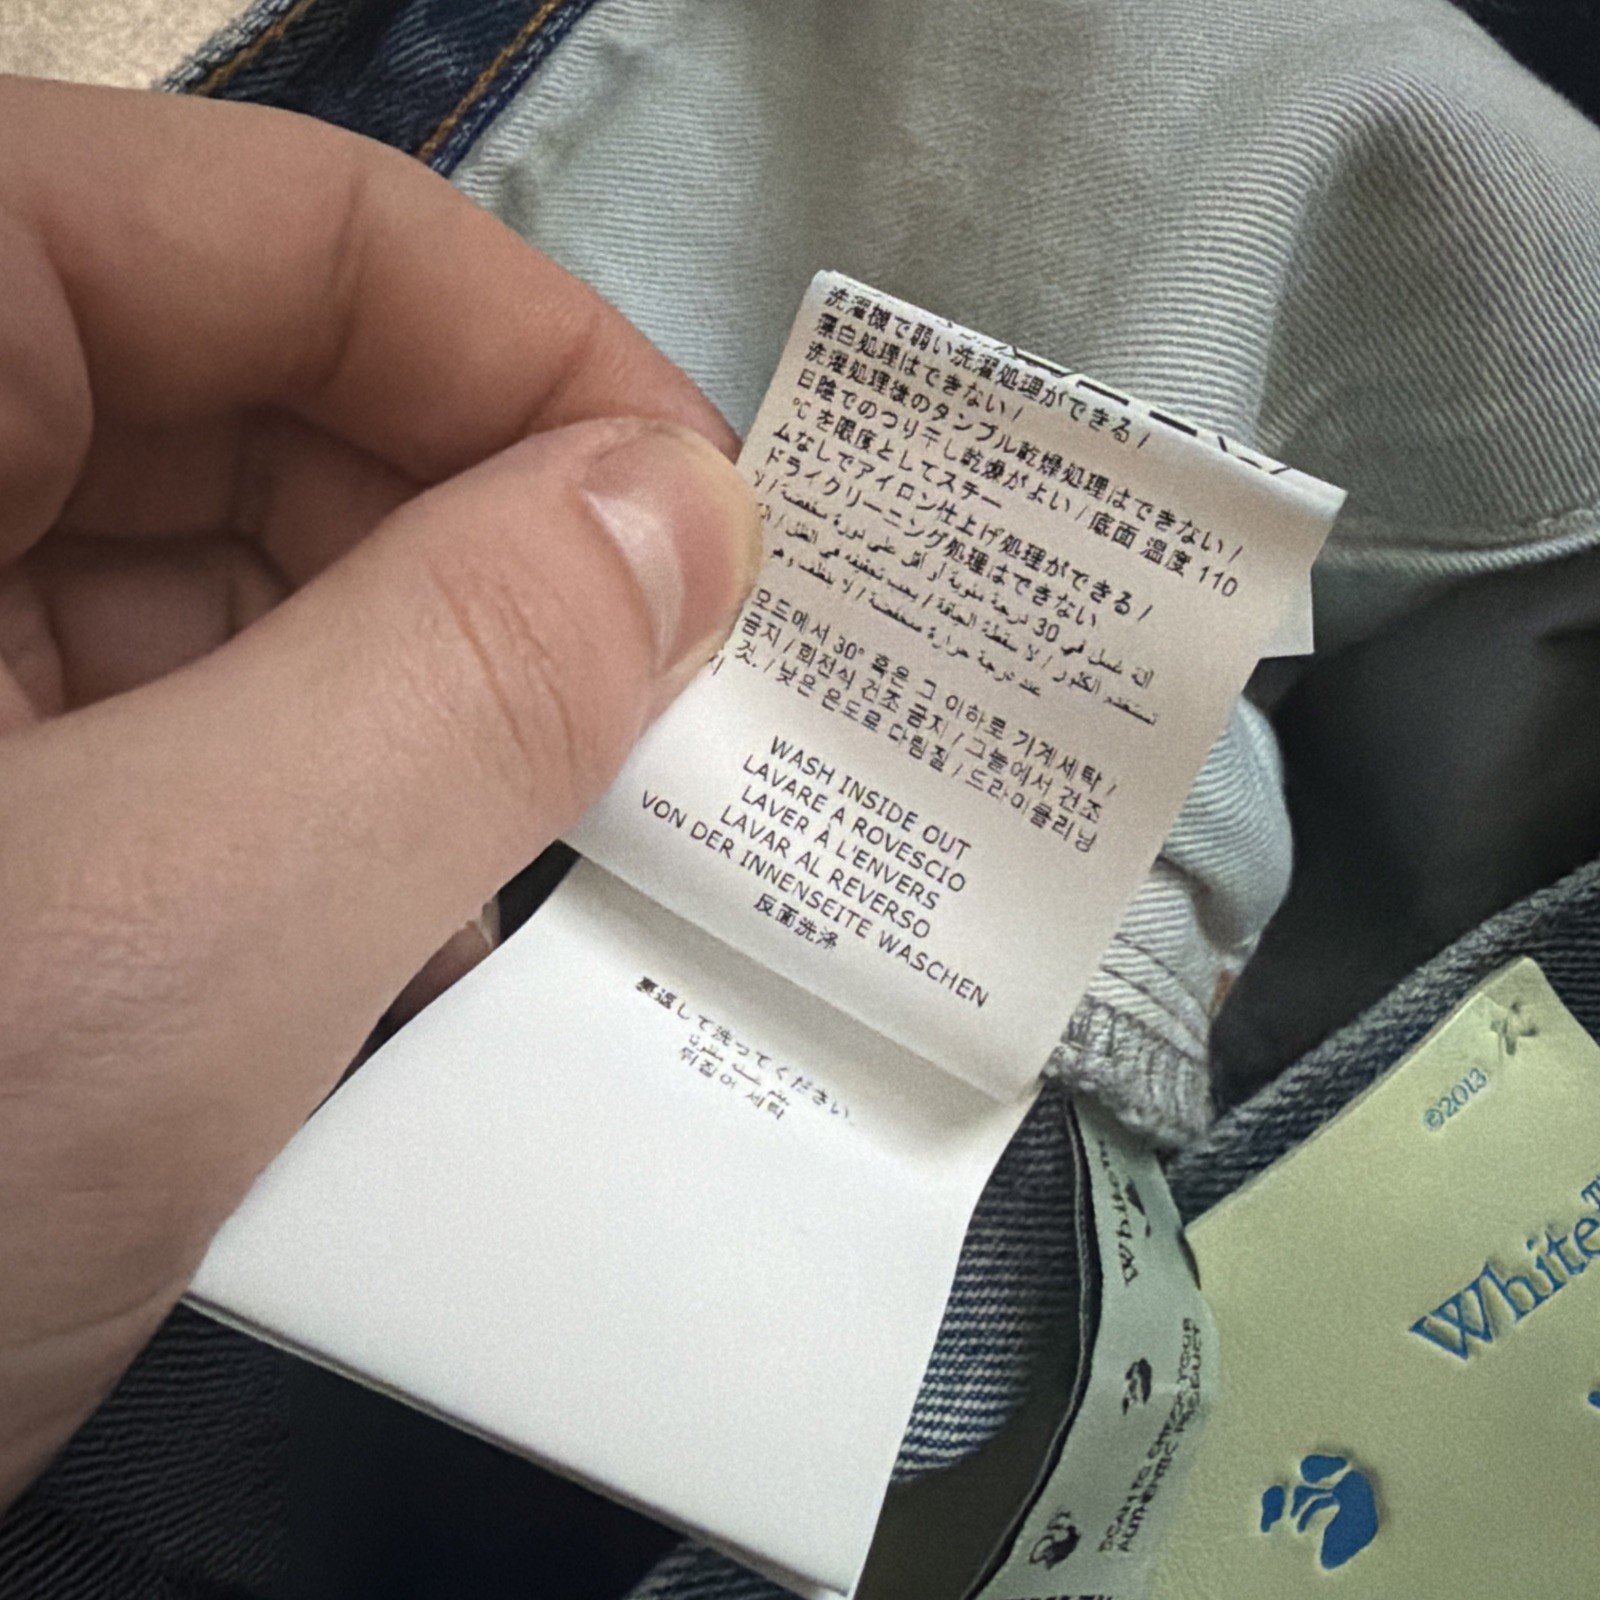 洗濯機で弱い洗濯処理ができる /
漂白処理はできない /
洗濯処理後のタンブル乾燥処理はできない /
日陰でのつり干し乾燥がよい / 底面 温度 110
℃を限度としてスチー
ムなしでアイロン仕上げ処理ができる /
ドライクリーニング処理はできない
모드에서 30° 혹은 그 이하로 기계세탁 /
금지 / 회전식 건조 금지 / 그늘에서 건조
것. / 낮은 온도로 다림질 / 드라이클리닝
지
WASH INSIDE OUT
LAVARE A ROVESCIO
LAVER À L'ENVERS
LAVAR AL REVERSO
VON DER INNENSEITE WASCHEN
反面洗涤
裏返して洗ってください
뒤집어 세탁
©2013
White™
SCAN TO CHECK YOUR
AUTHENTIC PRODUCT